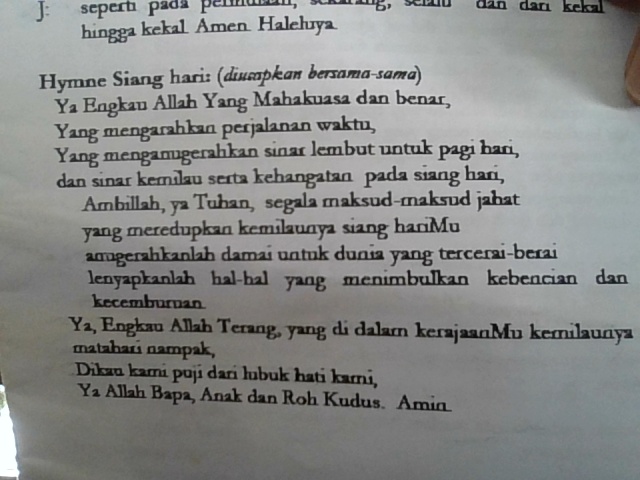 J: seperti pada permulaan, sekarang, selalu dan dari kekal
hingga kekal Amen Haleluya
Hymne Siang hari: (diucapkan bersama-sama)
Ya Engkau Allah Yang Mahakuasa dan benar,
Yang mengarahkan perjalanan waktu,
Yang menganugerahkan sinar lembut untuk pagi hari,
dan sinar kemilau serta kehangatan pada siang hari,
Ambillah, ya Tuhan, segala maksud-maksud jahat
yang meredupkan kemilaunya siang hariMu
anugerahkanlah damai untuk dunia yang tercerai-berai
lenyapkanlah hal-hal yang menimbulkan kebencian dan
kecemburuan.
Ya, Engkau Allah Terang, yang di dalam kerajaanMu kemilaunya
matahari nampak,
Dikau kami puji dari lubuk hati kami,
Ya Allah Bapa, Anak dan Roh Kudus. Amin.